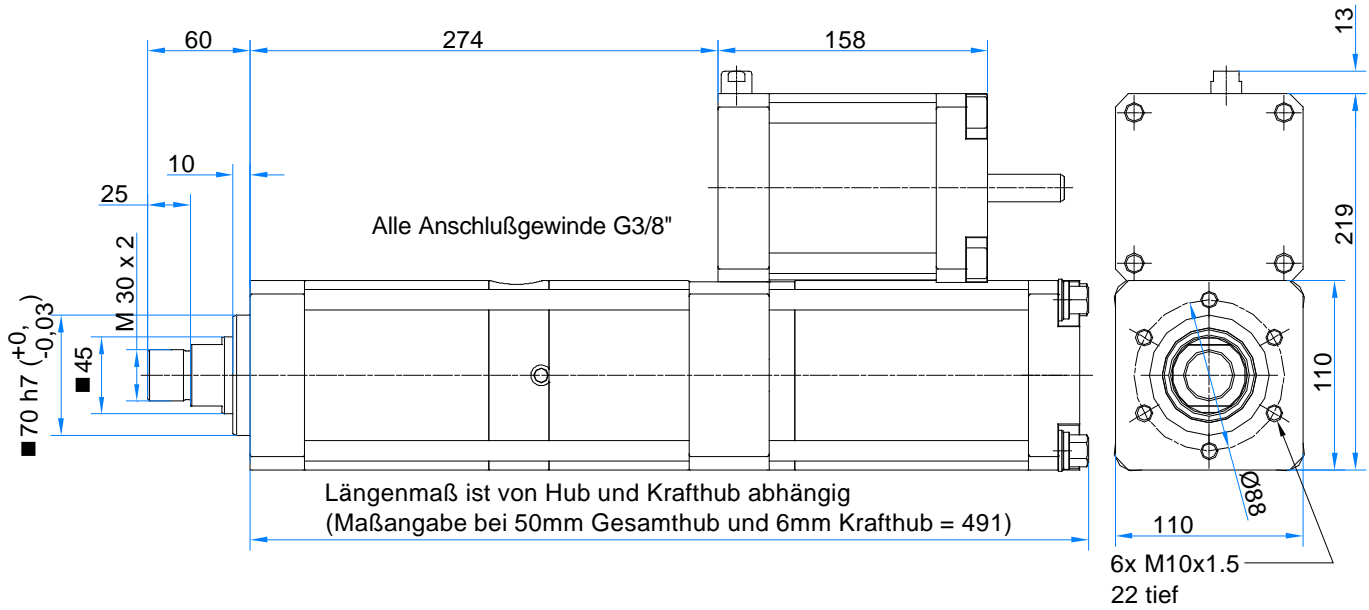 60
274
158
13
10
25
Alle Anschlußgewinde G3/8"
219
M 30 x 2
■70 h7 (+0,
-0,03)
■45
110
Längenmaß ist von Hub und Krafthub abhängig
(Maßangabe bei 50mm Gesamthub und 6mm Krafthub = 491)
Ø88
110
6x M10x1.5
22 tief